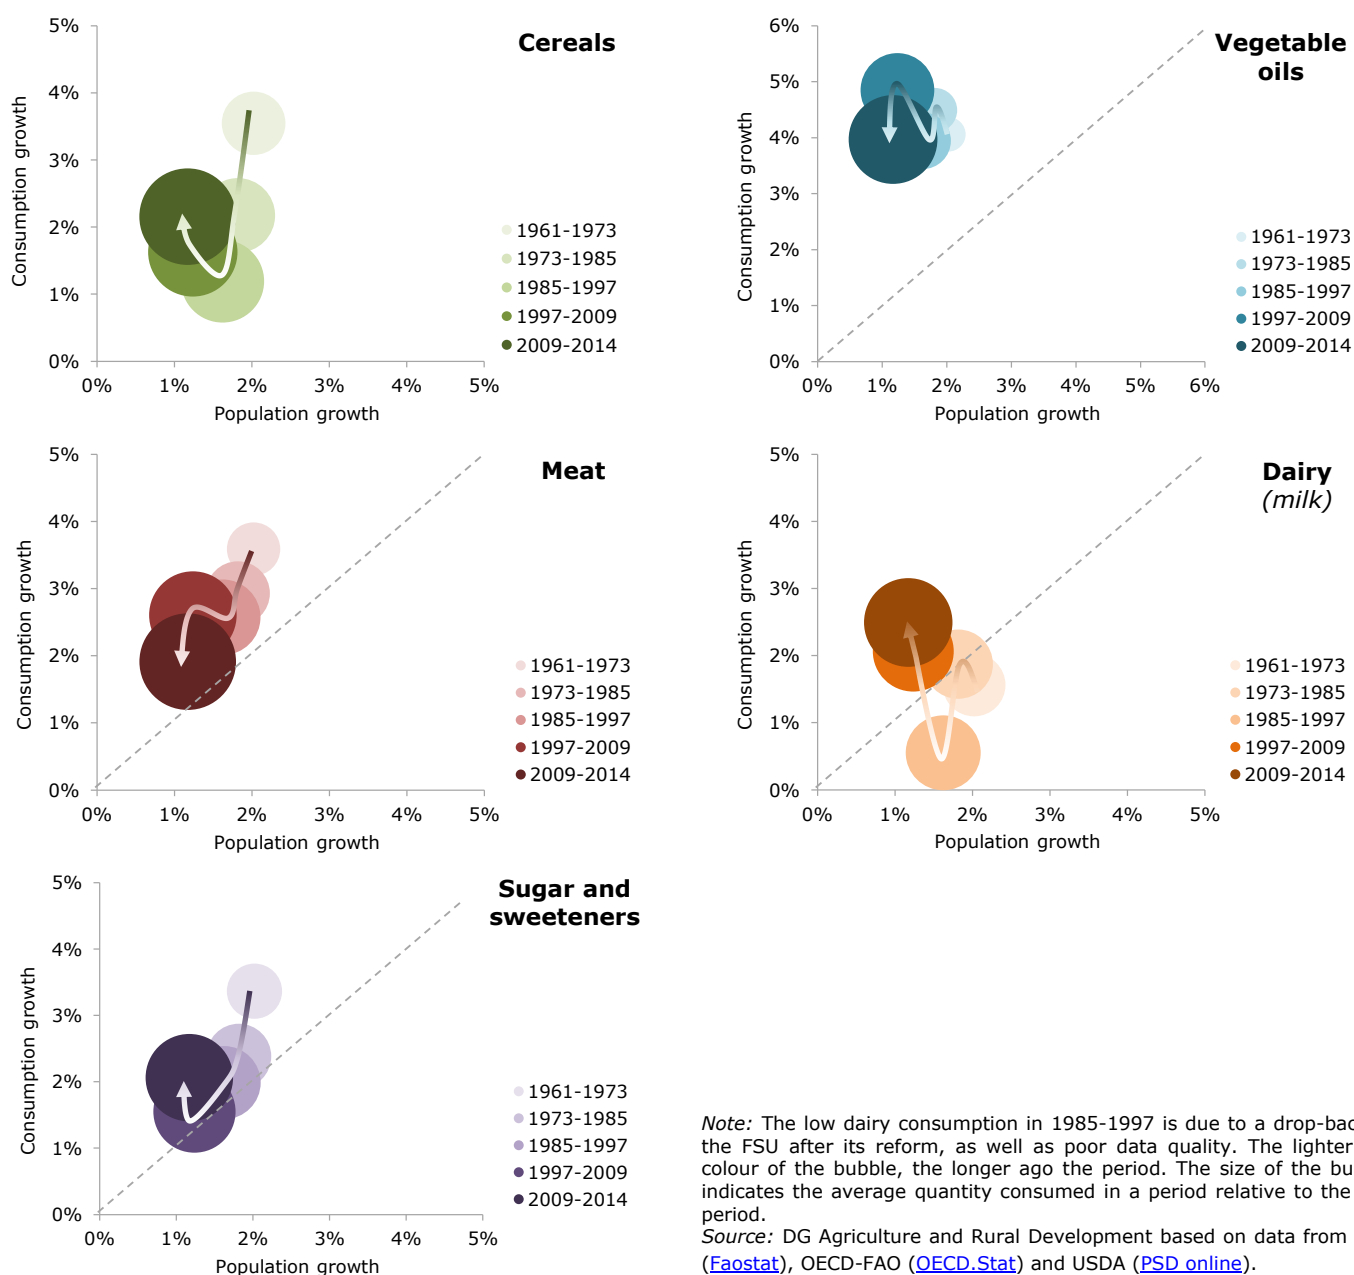 Cereals
Consumption growth
5%
4%
3%
2%
1%
0%
0% 1% 2% 3% 4% 5%
Population growth
1961-1973
1973-1985
1985-1997
1997-2009
2009-2014
Vegetable
oils
Consumption growth
6%
5%
4%
3%
2%
1%
0%
0% 1% 2% 3% 4% 5% 6%
Population growth
1961-1973
1973-1985
1985-1997
1997-2009
2009-2014
Meat
Consumption growth
5%
4%
3%
2%
1%
0%
0% 1% 2% 3% 4% 5%
Population growth
1961-1973
1973-1985
1985-1997
1997-2009
2009-2014
Dairy
(milk)
Consumption growth
5%
4%
3%
2%
1%
0%
0% 1% 2% 3% 4% 5%
Population growth
1961-1973
1973-1985
1985-1997
1997-2009
2009-2014
Sugar and
sweeteners
Consumption growth
5%
4%
3%
2%
1%
0%
0% 1% 2% 3% 4% 5%
Population growth
1961-1973
1973-1985
1985-1997
1997-2009
2009-2014
Note: The low dairy consumption in 1985-1997 is due to a
the FSU after its reform, as well as poor data quality. The lighter
colour of the bubble, the longer ago the period. The size of the
indicates the average quantity consumed in a period relative to the
period.
Source: DG Agriculture and Rural Development based on data from
(Faostat), OECD-FAO (OECD.Stat) and USDA (PSD online).